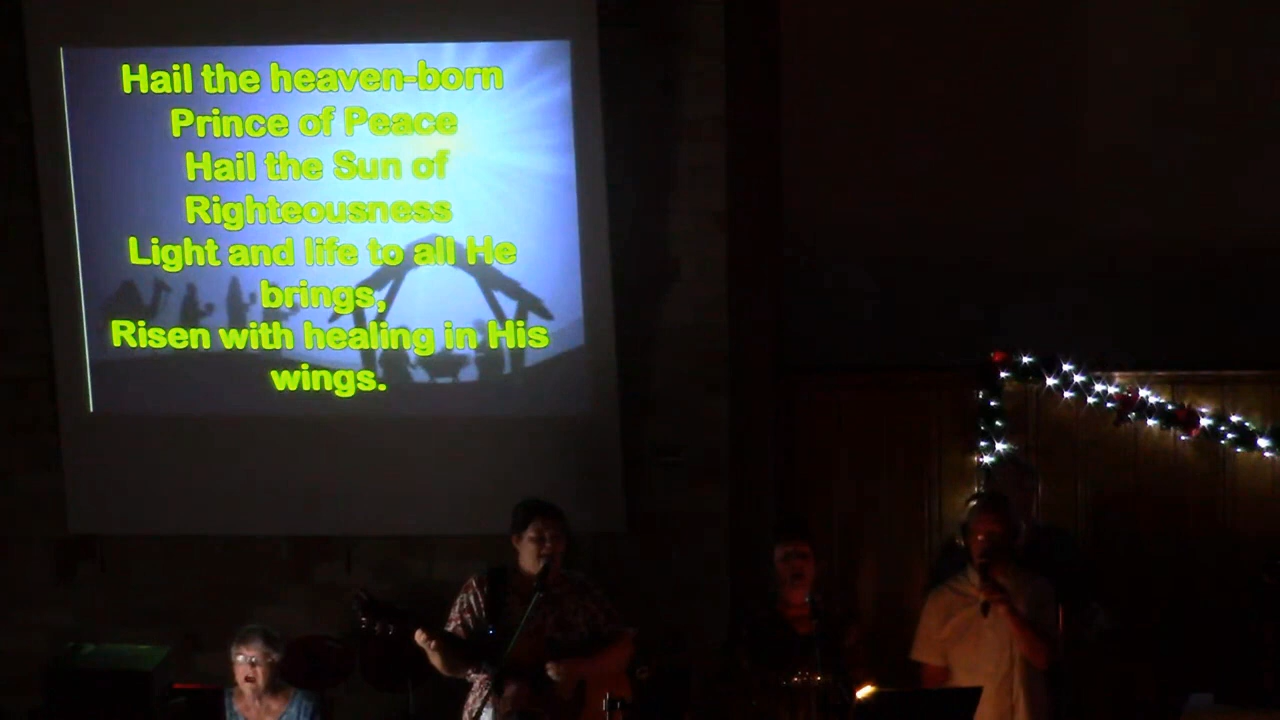 Hail the heaven-born
Prince of Peace
Hail the Sun of
Righteousness
Light and life to all He
brings,
Risen with healing in His
wings.